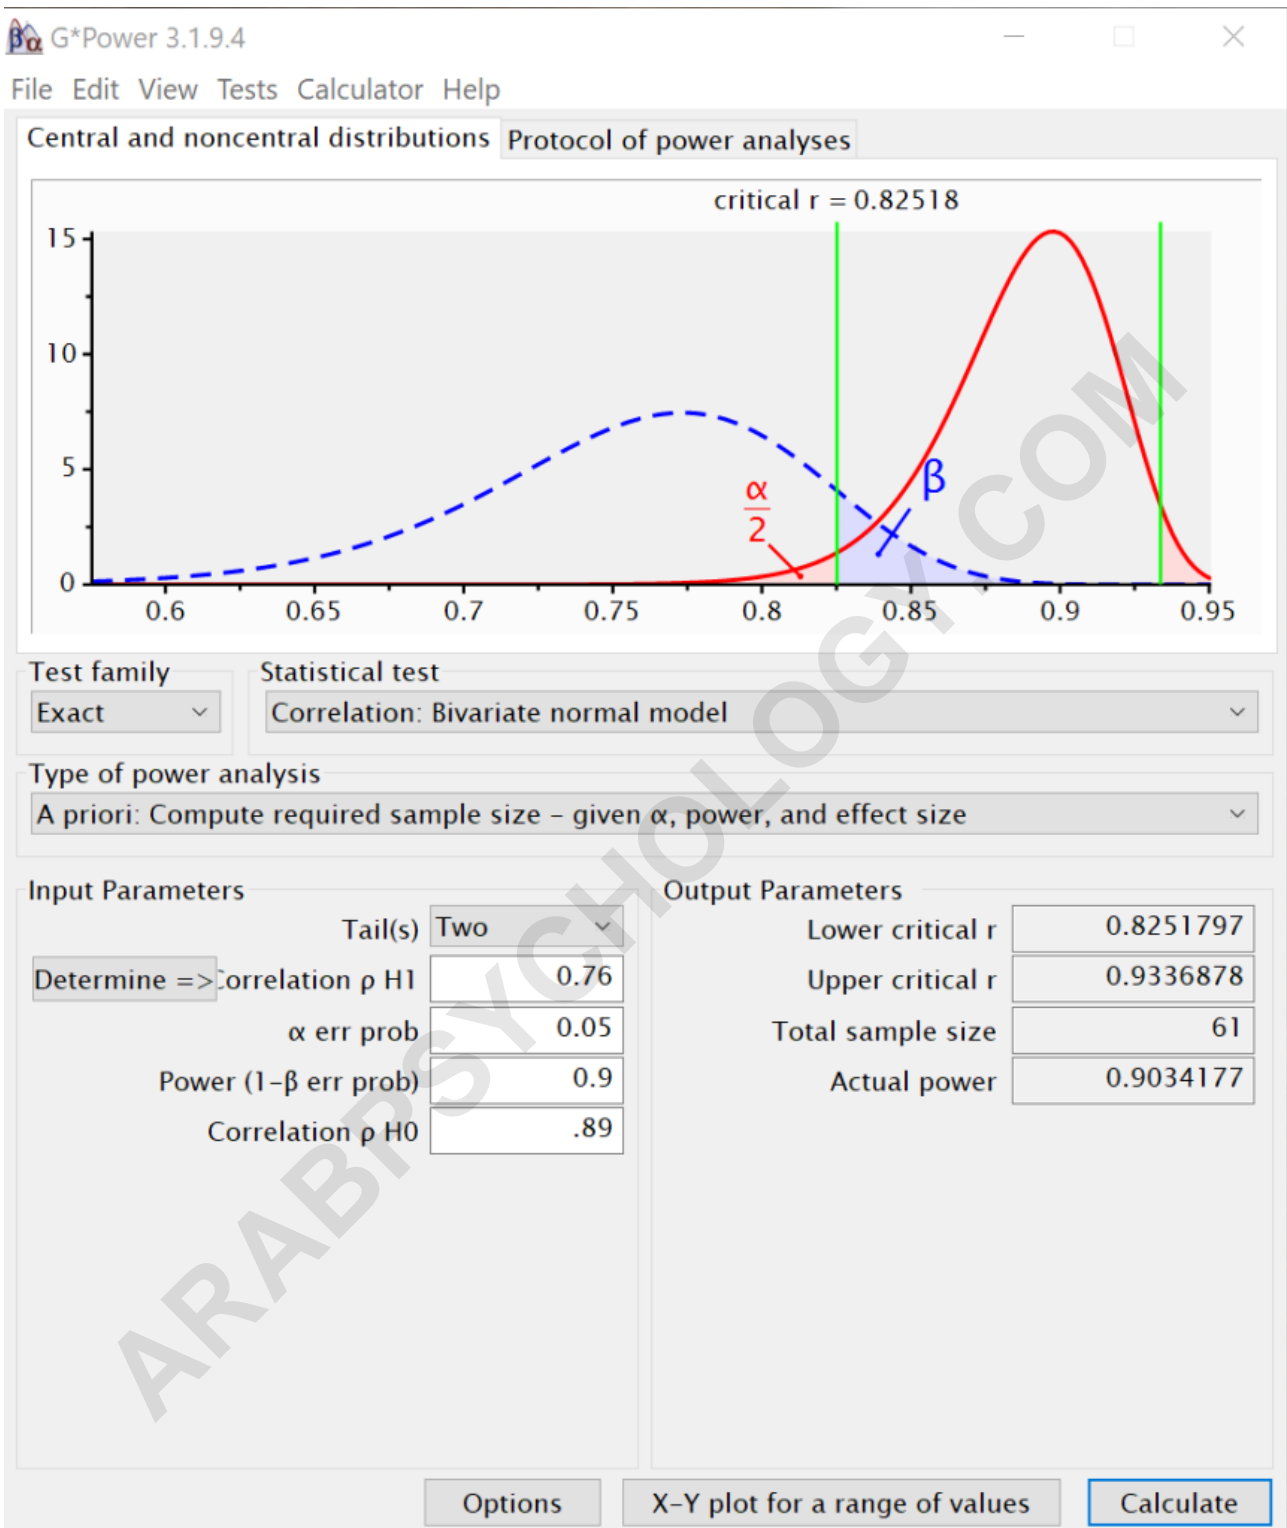 βα G*Power 3.1.9.4
File Edit View Tests Calculator Help
Central and noncentral distributions Protocol of power analyses
critical r = 0.82518
15
10
5
0
α
2
β
0.6 0.65 0.7 0.75 0.8 0.85 0.9 0.95
Test family Statistical test
Exact Correlation: Bivariate normal model
Type of power analysis
A priori: Compute required sample size – given α, power, and effect size
Input Parameters Output Parameters
Tail(s) Two Lower critical r 0.8251797
Determine => Correlation ρ H1 0.76 Upper critical r 0.9336878
α err prob 0.05 Total sample size 61
Power (1–β err prob) 0.9 Actual power 0.9034177
Correlation ρ H0 .89
Options X–Y plot for a range of values Calculate
ARABPSYCHOLOGY.COM